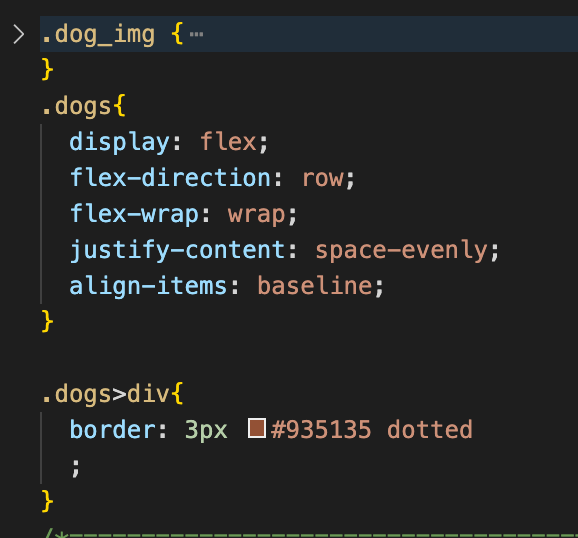 .dog_img {⋯
}
.dogs{
display: flex;
flex-direction: row;
flex-wrap: wrap;
justify-content: space-evenly;
align-items: baseline;
}
.dogs>div{
border: 3px #935135 dotted
;
}
/*=====================================